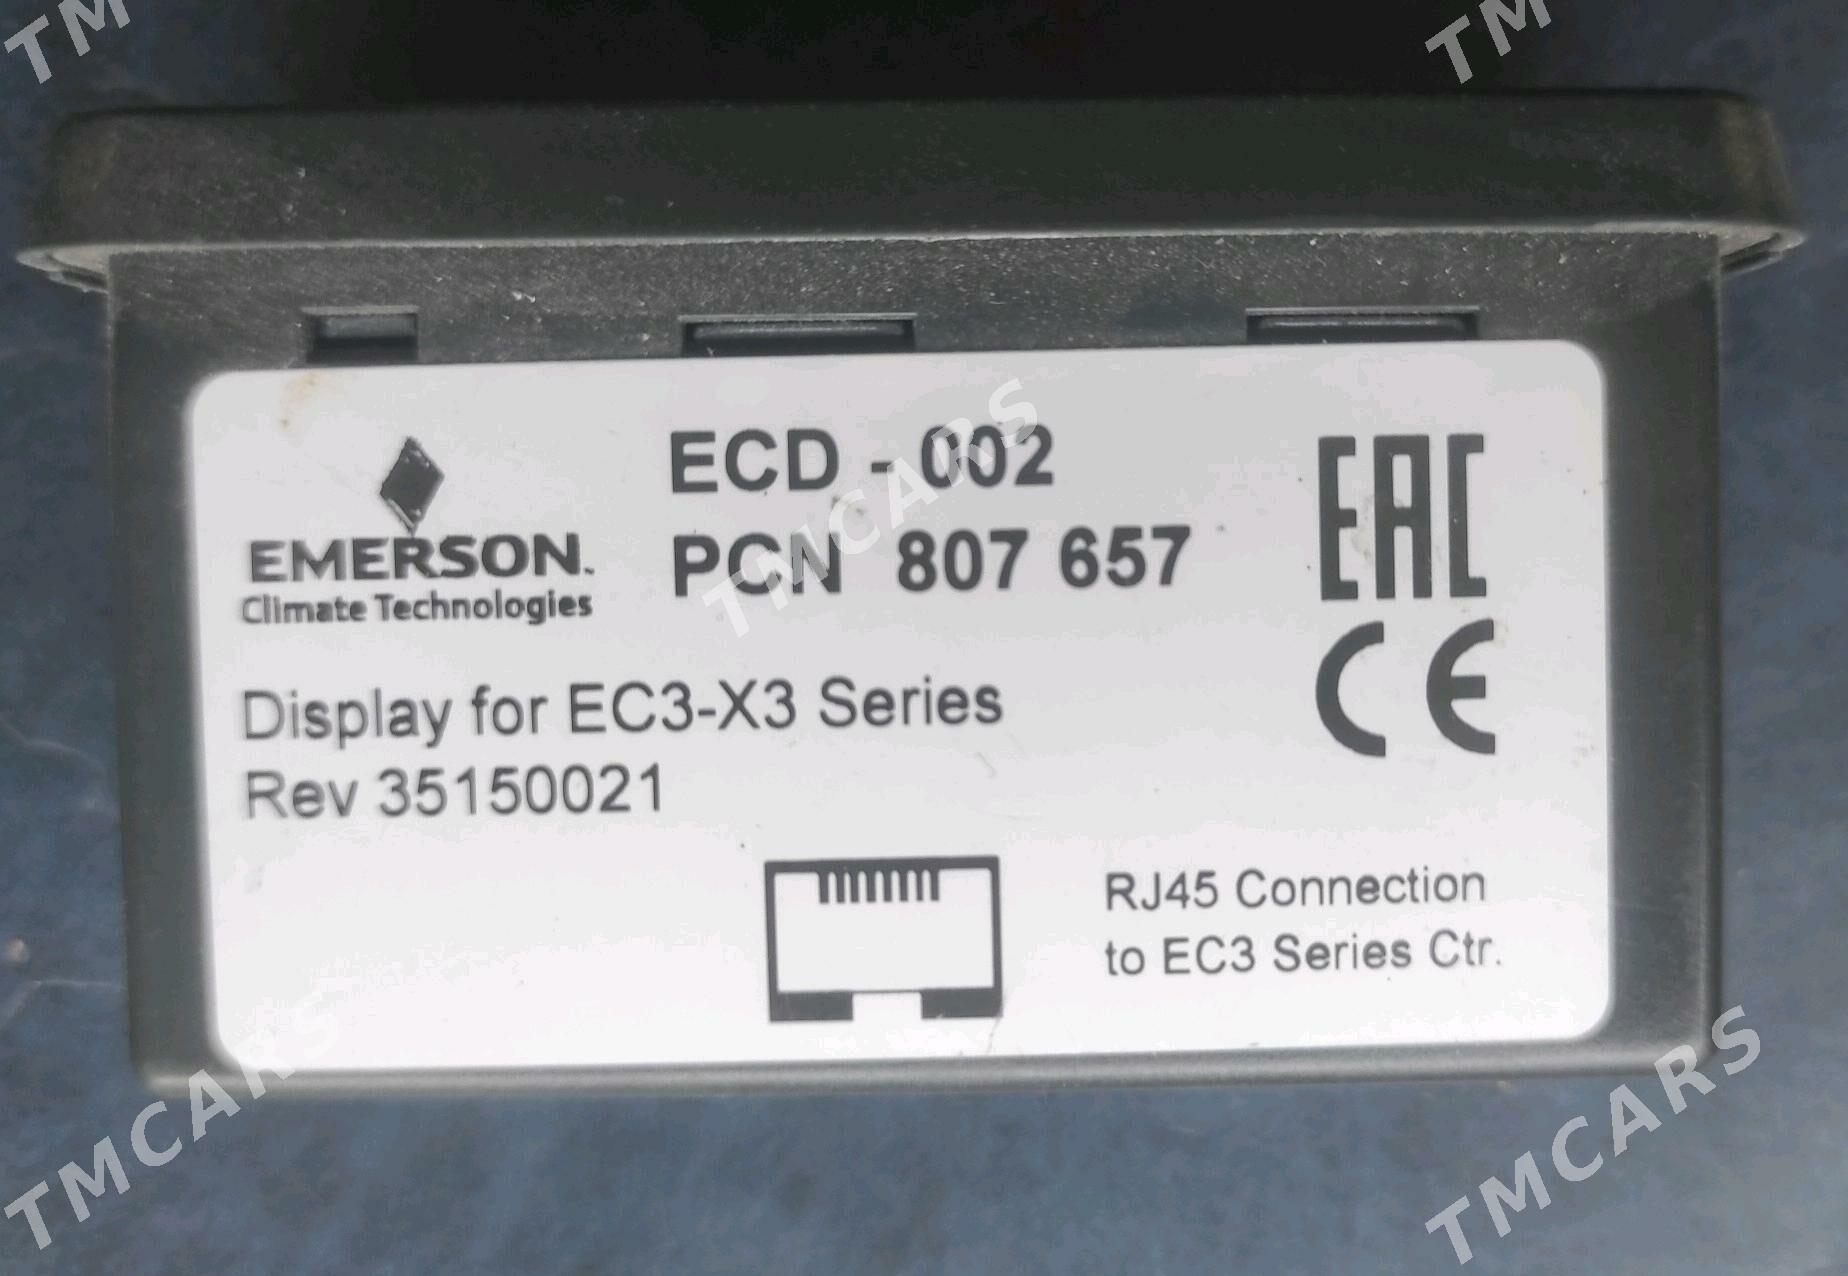 TM
TM
ECD - 002
PCN 807 657
EMERSON.
Climate Technologies
EAC
CE
Display for EC3-X3 Series
Rev 35150021
RJ45 Connection
to EC3 Series Ctr.
TMCARS
TMCARS
TMCARS